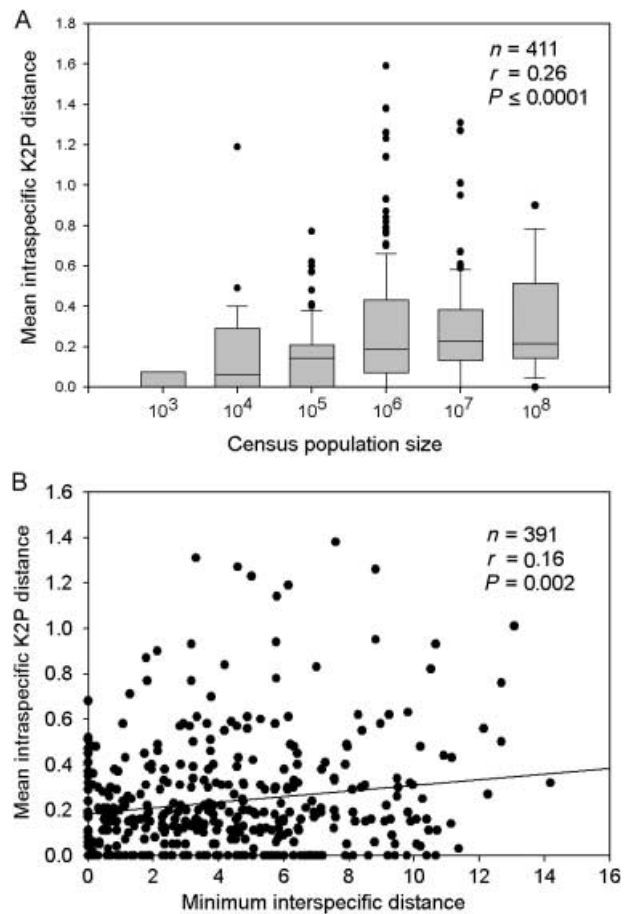 A
n = 411
r = 0.26
P ≤ 0.0001
Mean intraspecific K2P distance
1.8
1.6
1.4
1.2
1.0
0.8
0.6
0.4
0.2
0.0
10³ 10⁴ 10⁵ 10⁶ 10⁷ 10⁸
Census population size
B
n = 391
r = 0.16
P = 0.002
Mean intraspecific K2P distance
1.6
1.4
1.2
1.0
0.8
0.6
0.4
0.2
0.0
0 2 4 6 8 10 12 14 16
Minimum interspecific distance